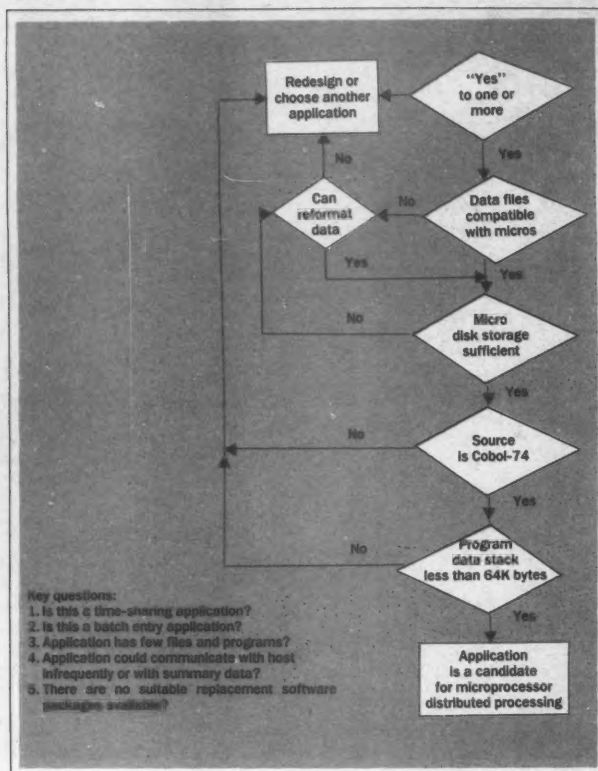 Redesign or
choose another
application
"Yes"
to one or
more
No
Yes
Can
reformat
data
No
Data files
compatible
with micros
Yes
Yes
No
Micro
disk storage
sufficient
Yes
No
Source
is Cobol-74
Yes
No
Program
data stack
less than 64K bytes
Yes
Application
is a candidate
for microprocessor
distributed processing
Key questions:
1. Is this a time-sharing application?
2. Is this a batch entry application?
3. Application has few files and programs?
4. Application could communicate with host
infrequently or with summary data?
5. There are no suitable replacement software
packages available?